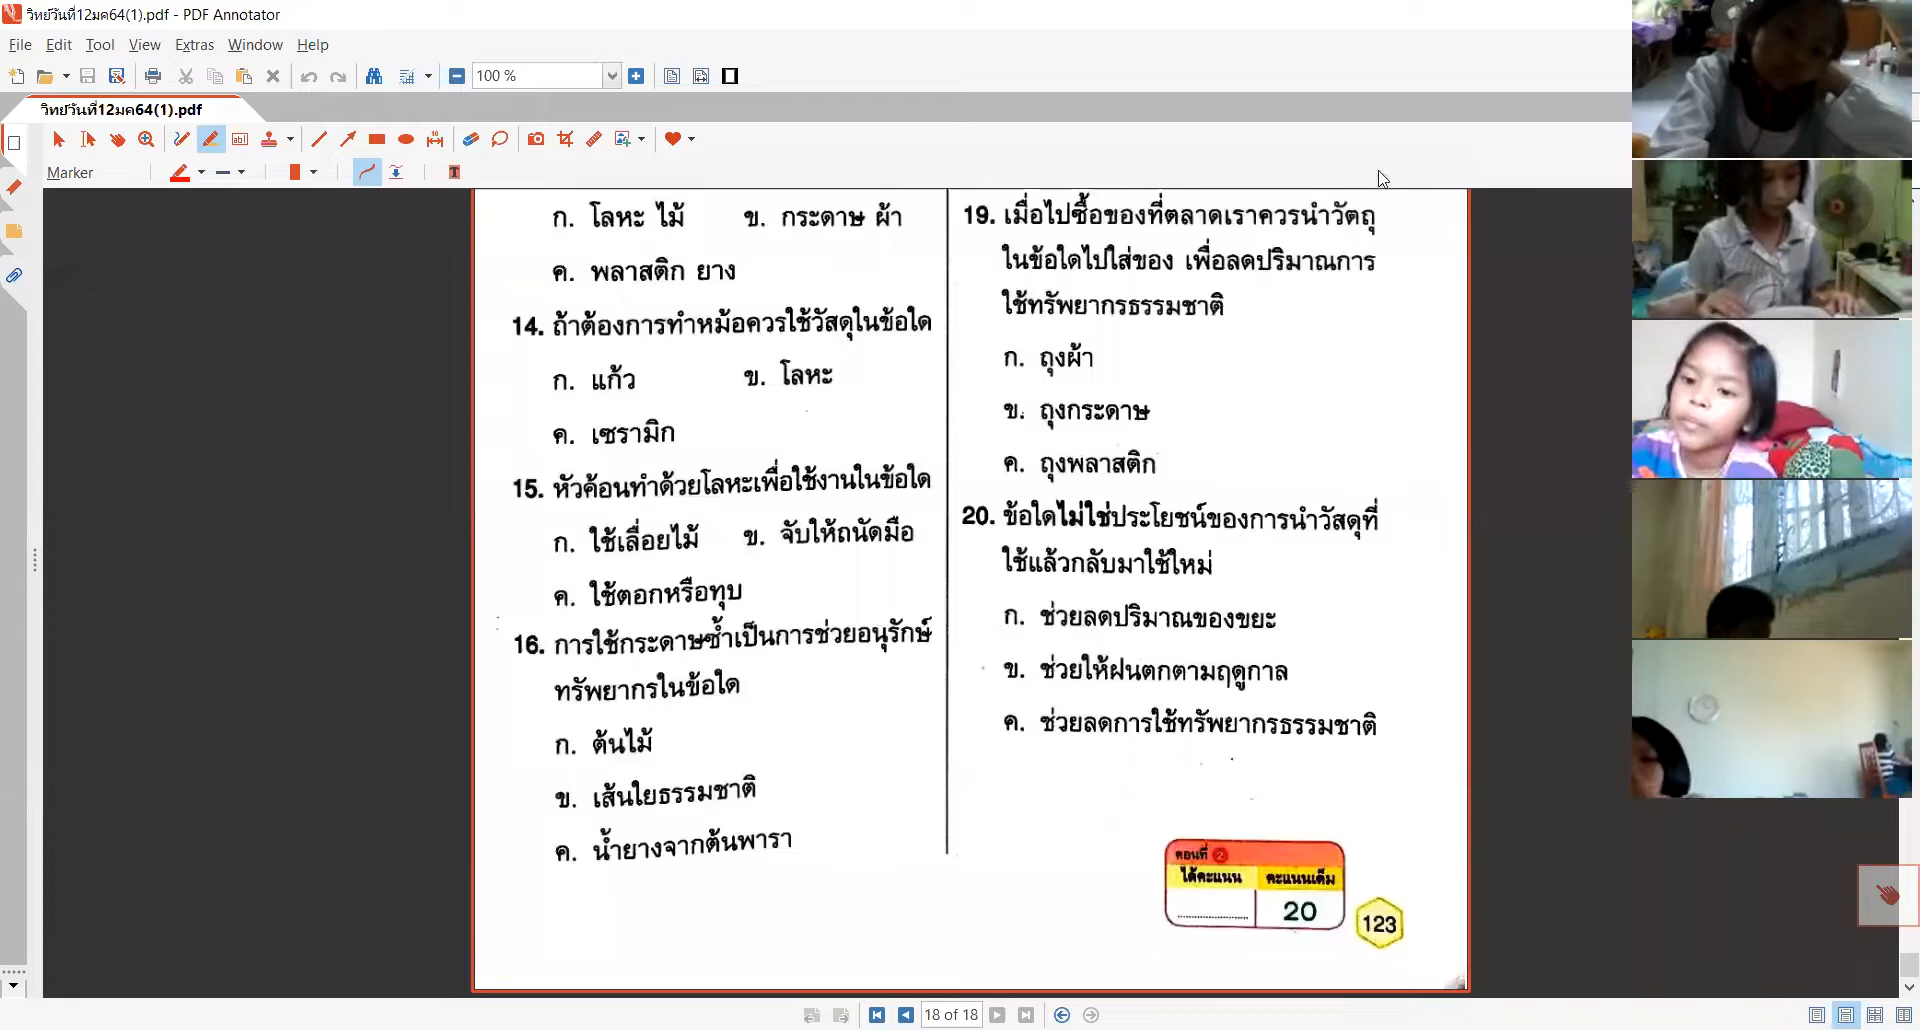 วิทย์วันที่12มค64(1).pdf - PDF Annotator
File Edit Tool View Extras Window Help
100 %
วิทย์วันที่12มค64(1).pdf
Marker
ก. โลหะ ไม้ ข. กระดาษ ผ้า
ค. พลาสติก ยาง
14. ถ้าต้องการทำหม้อควรใช้วัสดุในข้อใด
ก. แก้ว ข. โลหะ
ค. เซรามิก
15. หัวค้อนทำด้วยโลหะเพื่อใช้งานในข้อใด
ก. ใช้เลื่อยไม้ ข. จับให้ถนัดมือ
ค. ใช้ตอกหรือทุบ
16. การใช้กระดาษซ้ำเป็นการช่วยอนุรักษ์
ทรัพยากรในข้อใด
ก. ต้นไม้
ข. เส้นใยธรรมชาติ
ค. น้ำยางจากต้นพารา
19. เมื่อไปซื้อของที่ตลาดเราควรนำวัตถุ
ในข้อใดไปใส่ของ เพื่อลดปริมาณการ
ใช้ทรัพยากรธรรมชาติ
ก. ถุงผ้า
ข. ถุงกระดาษ
ค. ถุงพลาสติก
20. ข้อใดไม่ใช่ประโยชน์ของการนำวัสดุที่
ใช้แล้วกลับมาใช้ใหม่
ก. ช่วยลดปริมาณของขยะ
ข. ช่วยให้ฝนตกตามฤดูกาล
ค. ช่วยลดการใช้ทรัพยากรธรรมชาติ
ตอนที่ 2
ได้คะแนน คะแนนเต็ม
20
123
18 of 18